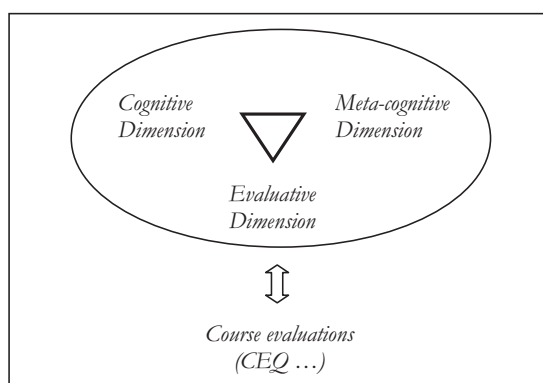 Cognitive
Dimension
Meta-cognitive
Dimension
Evaluative
Dimension
Course evaluations
(CEQ …)